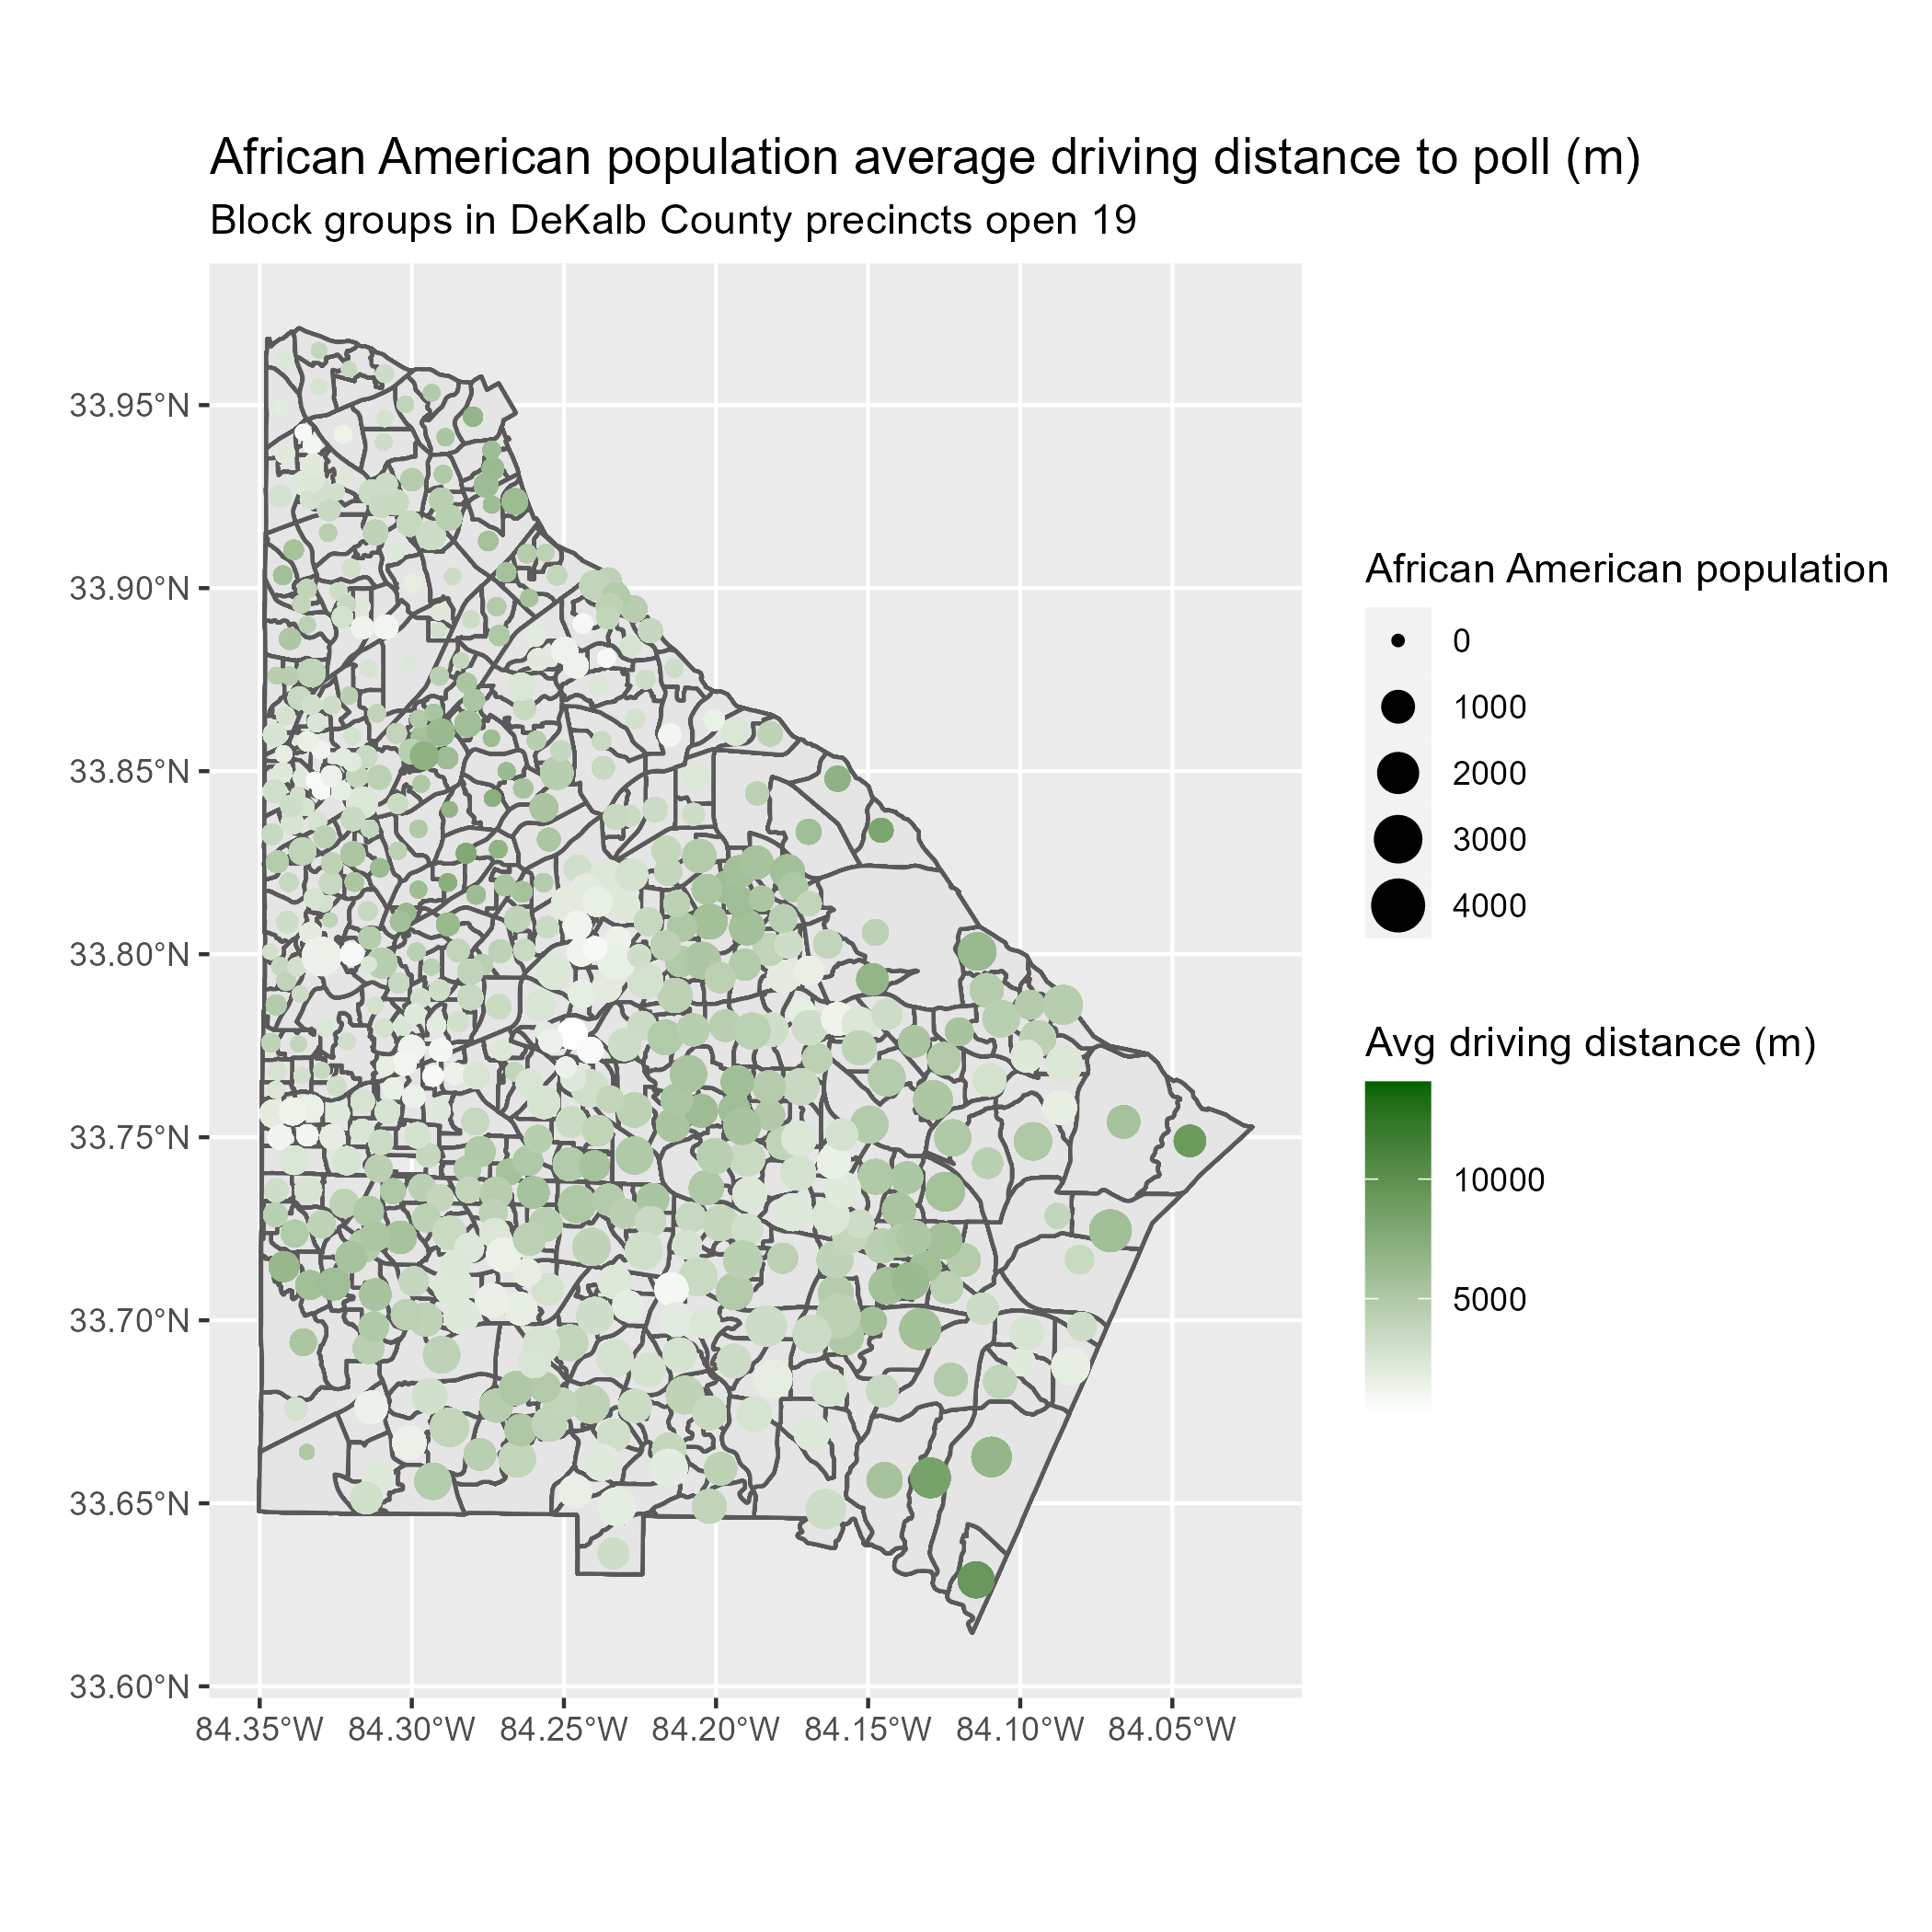 African American population average driving distance to poll (m)
Block groups in DeKalb County precincts open 19
33.95°N
33.90°N
33.85°N
33.80°N
33.75°N
33.70°N
33.65°N
33.60°N
84.35°W 84.30°W 84.25°W 84.20°W 84.15°W 84.10°W 84.05°W
African American population
0
1000
2000
3000
4000
Avg driving distance (m)
10000
5000